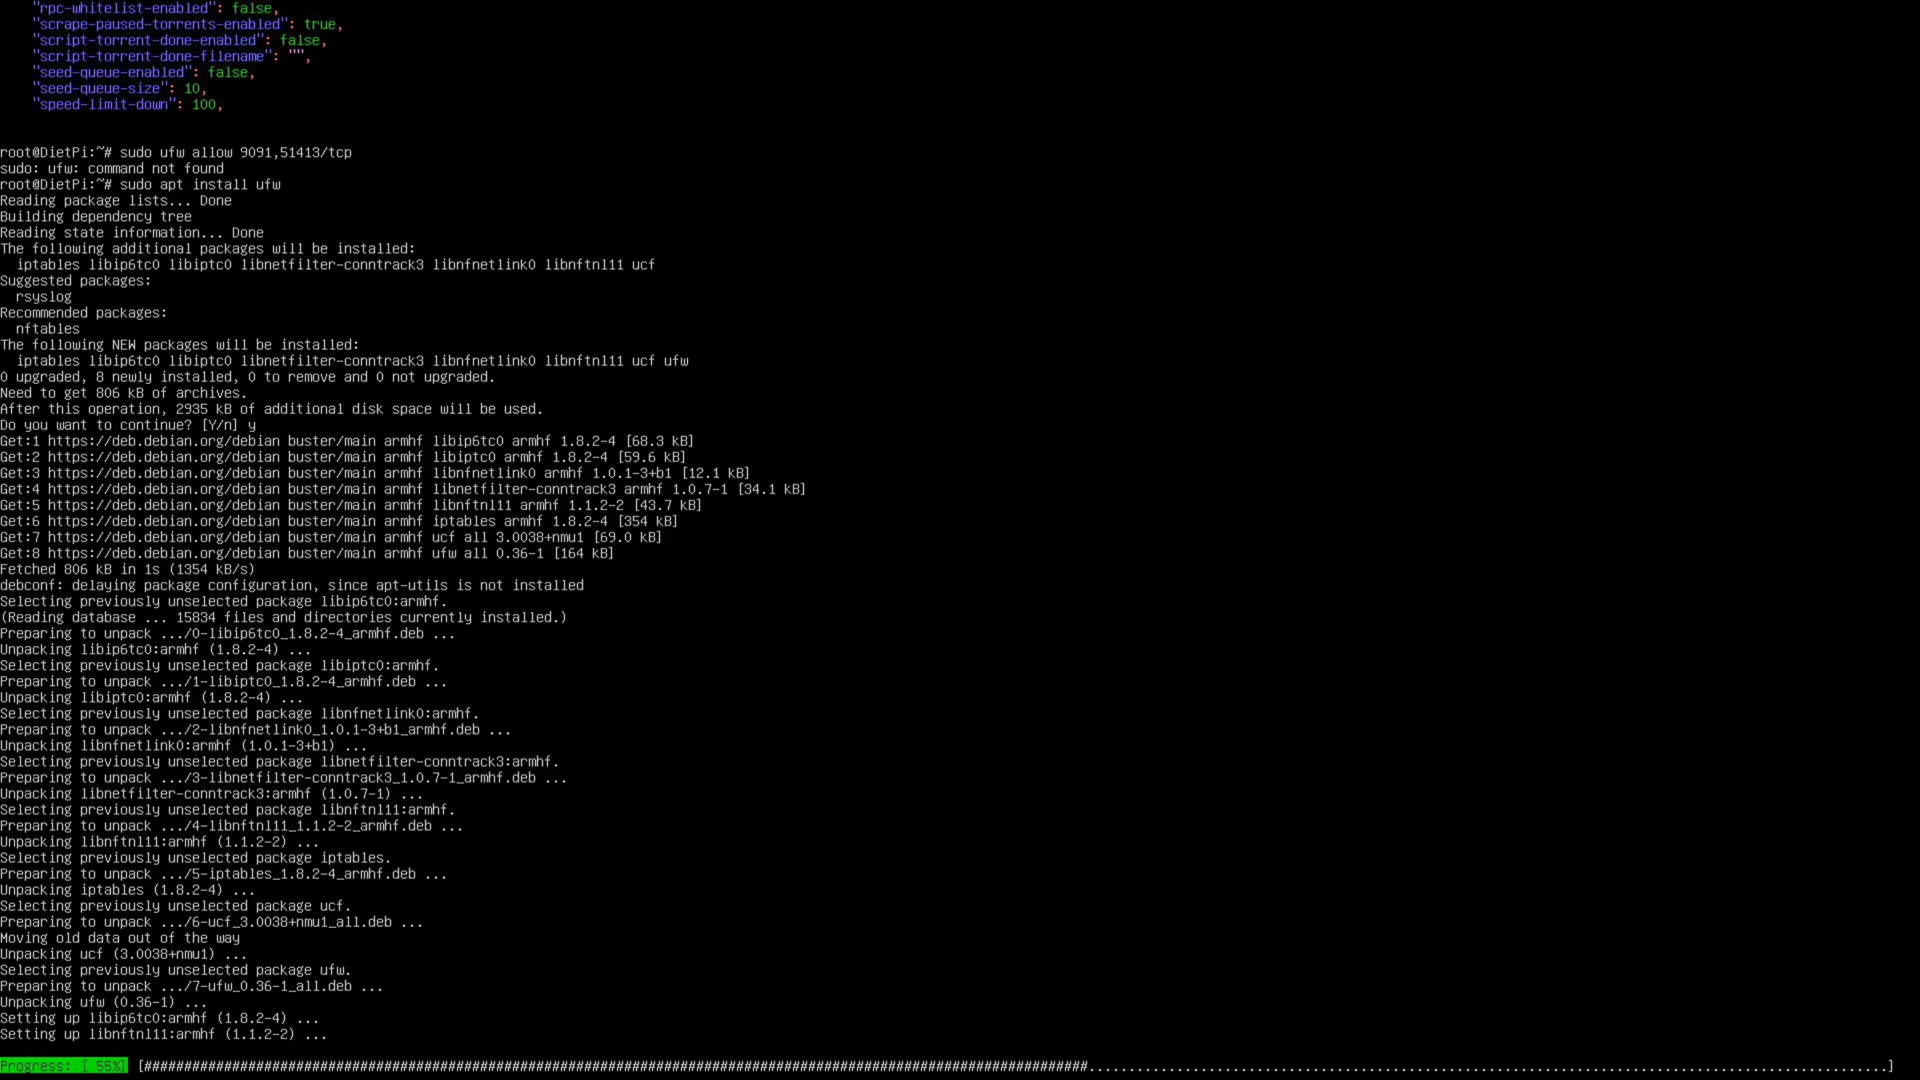 "rpc-whitelist-enabled": false,
"scrape-paused-torrents-enabled": true,
"script-torrent-done-enabled": false,
"script-torrent-done-filename": "",
"seed-queue-enabled": false,
"seed-queue-size": 10,
"speed-limit-down": 100,
root@DietPi:~# sudo ufw allow 9091,51413/tcp
sudo: ufw: command not found
root@DietPi:~# sudo apt install ufw
Reading package lists... Done
Building dependency tree
Reading state information... Done
The following additional packages will be installed:
iptables libip6tc0 libiptc0 libnetfilter-conntrack3 libnfnetlink0 libnftnl11 ucf
Suggested packages:
rsyslog
Recommended packages:
nftables
The following NEW packages will be installed:
iptables libip6tc0 libiptc0 libnetfilter-conntrack3 libnfnetlink0 libnftnl11 ucf ufw
0 upgraded, 8 newly installed, 0 to remove and 0 not upgraded.
Need to get 806 kB of archives.
After this operation, 2935 kB of additional disk space will be used.
Do you want to continue? [Y/n] y
Get:1 https://deb.debian.org/debian buster/main armhf libip6tc0 armhf 1.8.2-4 [68.3 kB]
Get:2 https://deb.debian.org/debian buster/main armhf libiptc0 armhf 1.8.2-4 [59.6 kB]
Get:3 https://deb.debian.org/debian buster/main armhf libnfnetlink0 armhf 1.0.1-3+b1 [12.1 kB]
Get:4 https://deb.debian.org/debian buster/main armhf libnetfilter-conntrack3 armhf 1.0.7-1 [34.1 kB]
Get:5 https://deb.debian.org/debian buster/main armhf libnftnl11 armhf 1.1.2-2 [43.7 kB]
Get:6 https://deb.debian.org/debian buster/main armhf iptables armhf 1.8.2-4 [354 kB]
Get:7 https://deb.debian.org/debian buster/main armhf ucf all 3.0038+nmu1 [69.0 kB]
Get:8 https://deb.debian.org/debian buster/main armhf ufw all 0.36-1 [164 kB]
Fetched 806 kB in 1s (1354 kB/s)
debconf: delaying package configuration, since apt-utils is not installed
Selecting previously unselected package libip6tc0:armhf.
(Reading database ... 15834 files and directories currently installed.)
Preparing to unpack .../0-libip6tc0_1.8.2-4_armhf.deb ...
Unpacking libip6tc0:armhf (1.8.2-4) ...
Selecting previously unselected package libiptc0:armhf.
Preparing to unpack .../1-libiptc0_1.8.2-4_armhf.deb ...
Unpacking libiptc0:armhf (1.8.2-4) ...
Selecting previously unselected package libnfnetlink0:armhf.
Preparing to unpack .../2-libnfnetlink0_1.0.1-3+b1_armhf.deb ...
Unpacking libnfnetlink0:armhf (1.0.1-3+b1) ...
Selecting previously unselected package libnetfilter-conntrack3:armhf.
Preparing to unpack .../3-libnetfilter-conntrack3_1.0.7-1_armhf.deb ...
Unpacking libnetfilter-conntrack3:armhf (1.0.7-1) ...
Selecting previously unselected package libnftnl11:armhf.
Preparing to unpack .../4-libnftnl11_1.1.2-2_armhf.deb ...
Unpacking libnftnl11:armhf (1.1.2-2) ...
Selecting previously unselected package iptables.
Preparing to unpack .../5-iptables_1.8.2-4_armhf.deb ...
Unpacking iptables (1.8.2-4) ...
Selecting previously unselected package ucf.
Preparing to unpack .../6-ucf_3.0038+nmu1_all.deb ...
Moving old data out of the way
Unpacking ucf (3.0038+nmu1) ...
Selecting previously unselected package ufw.
Preparing to unpack .../7-ufw_0.36-1_all.deb ...
Unpacking ufw (0.36-1) ...
Setting up libip6tc0:armhf (1.8.2-4) ...
Setting up libnftnl11:armhf (1.1.2-2) ...
Progress: [ 55%] [######################################################################################################################....................................................................................................]